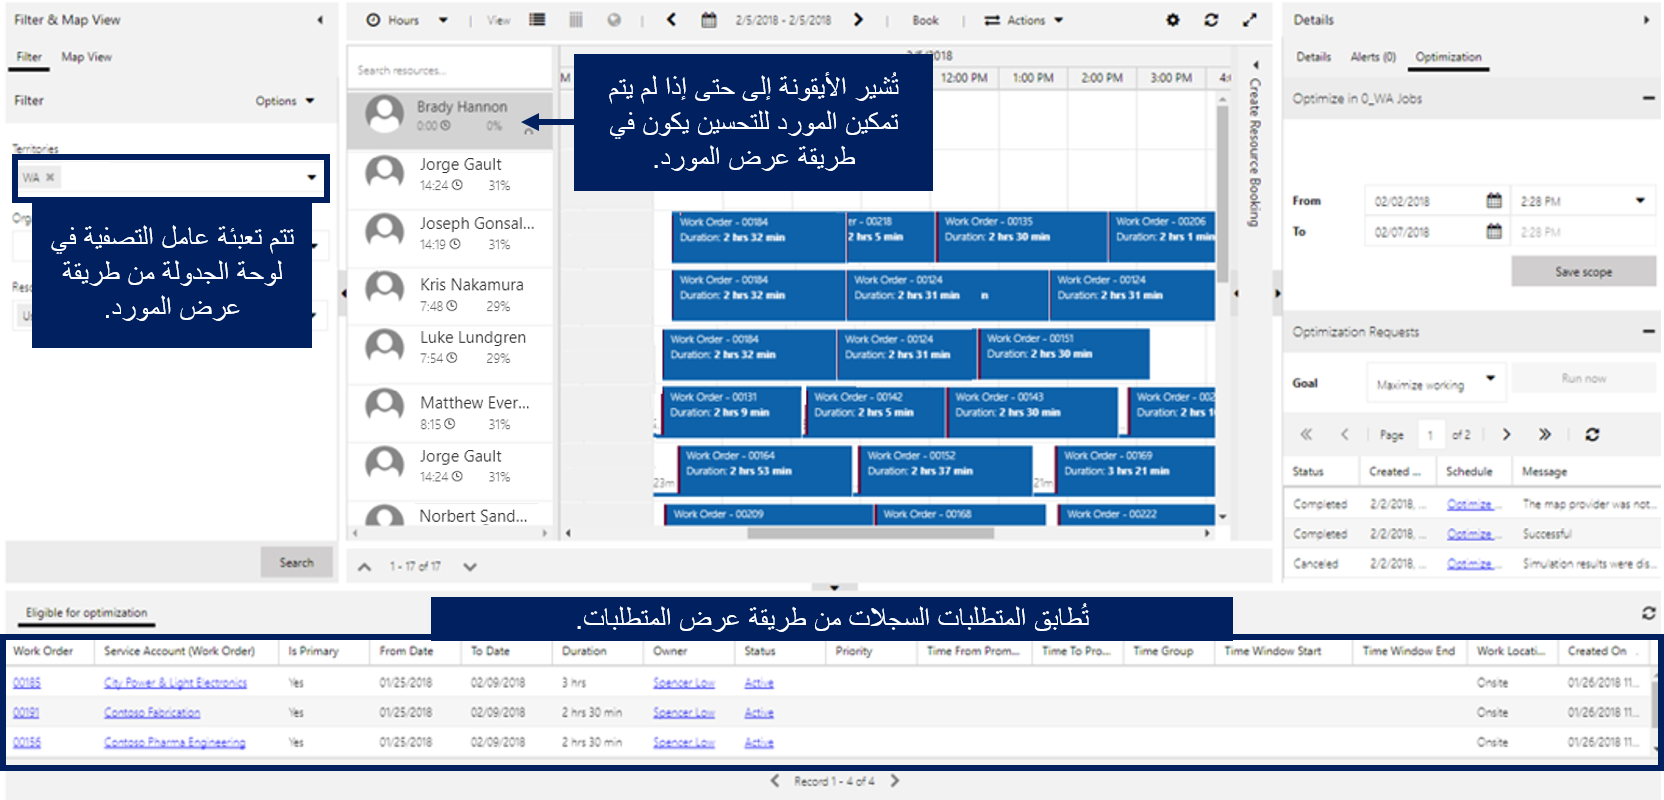 Filter & Map View
Filter Map View
Filter Options
Territories
WA ×
تتم تعبئة عامل التصفية في
لوحة الجدولة من طريقة
عرض المورد.
Search
Hours View 2/5/2018 - 2/5/2018 Book Actions
Search resources...
12:00 PM 1:00 PM 2:00 PM 3:00 PM
تُشير الأيقونة إلى حتى إذا لم يتم
تمكين المورد للتحسين يكون في
طريقة عرض المورد.
Brady Hannon
0:00 0%
Jorge Gault
14:24 31%
Joseph Gonsal...
14:19 31%
Work Order - 00184 er - 00218 Work Order - 00135 Work Order - 00206
Duration: 2 hrs 32 min 2 hrs 5 min Duration: 2 hrs 30 min Duration: 2 hrs 1 min
Kris Nakamura
7:48 29%
Work Order - 00184 Work Order - 00124 Work Order - 00124
Duration: 2 hrs 32 min Duration: 2 hrs 31 min n Duration: 2 hrs 31 min
Luke Lundgren
7:54 29%
Work Order - 00184 Work Order - 00124 Work Order - 00151
Duration: 2 hrs 32 min Duration: 2 hrs 31 min Duration: 2 hrs 30 min
Matthew Ever...
8:15 31%
Work Order - 00131 Work Order - 00142 Work Order - 00143 Work Order - 002
Duration: 2 hrs 9 min Duration: 2 hrs 5 min Duration: 2 hrs 30 min Duration: 2 hrs 1
Jorge Gault
14:24 31%
Work Order - 00164 Work Order - 00152 Work Order - 00169
23m Duration: 2 hrs 53 min Duration: 2 hrs 37 min 21m Duration: 3 hrs 21 min
Norbert Sand...
Work Order - 00209 Work Order - 00168 Work Order - 00222
1 - 17 of 17
Create Resource Booking
Details
Details Alerts (0) Optimization
Optimize in 0_WA Jobs
From 02/02/2018 2:28 PM
To 02/07/2018 2:28 PM
Save scope
Optimization Requests
Goal Maximize working Run now
Page 1 of 2
Status Created ... Schedule Message
Completed 2/2/2018, ... Optimize ... The map provider was not...
Completed 2/2/2018, ... Optimize ... Successful
Canceled 2/2/2018, ... Optimize ... Simulation results were dis...
Eligible for optimization
تُطابق المتطلبات السجلات من طريقة عرض المتطلبات.
Work Order Service Account (Work Order) Is Primary From Date To Date Duration Owner Status Priority Time From Prom... Time To Pro... Time Group Time Window Start Time Window End Work Locati... Created On
00185 City Power & Light Electronics Yes 01/25/2018 02/09/2018 3 hrs Spencer Low Active Onsite 01/26/2018 11...
00191 Contoso Fabrication Yes 01/25/2018 02/09/2018 2 hrs 30 min Spencer Low Active Onsite 01/26/2018 11...
00156 Contoso Pharma Engineering Yes 01/25/2018 02/09/2018 2 hrs 30 min Spencer Low Active Onsite 01/26/2018 11...
Record 1 - 4 of 4